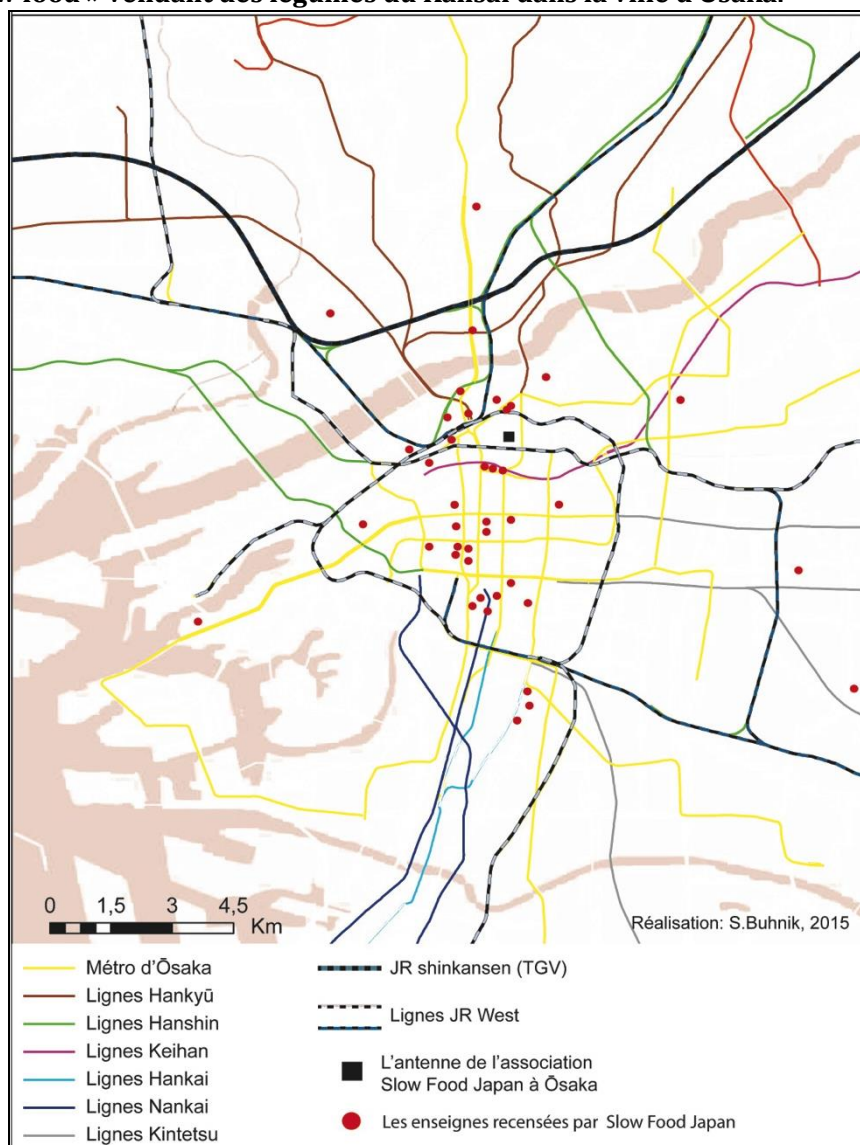 food » vendant des légumes du Kansai dans la ville d'Ōsaka.
0 1,5 3 4,5
Km
Réalisation: S.Buhnik, 2015
Métro d'Ōsaka
Lignes Hankyū
Lignes Hanshin
Lignes Keihan
Lignes Hankai
Lignes Nankai
Lignes Kintetsu
JR shinkansen (TGV)
Lignes JR West
L'antenne de l'association
Slow Food Japan à Ōsaka
Les enseignes recensées par Slow Food Japan